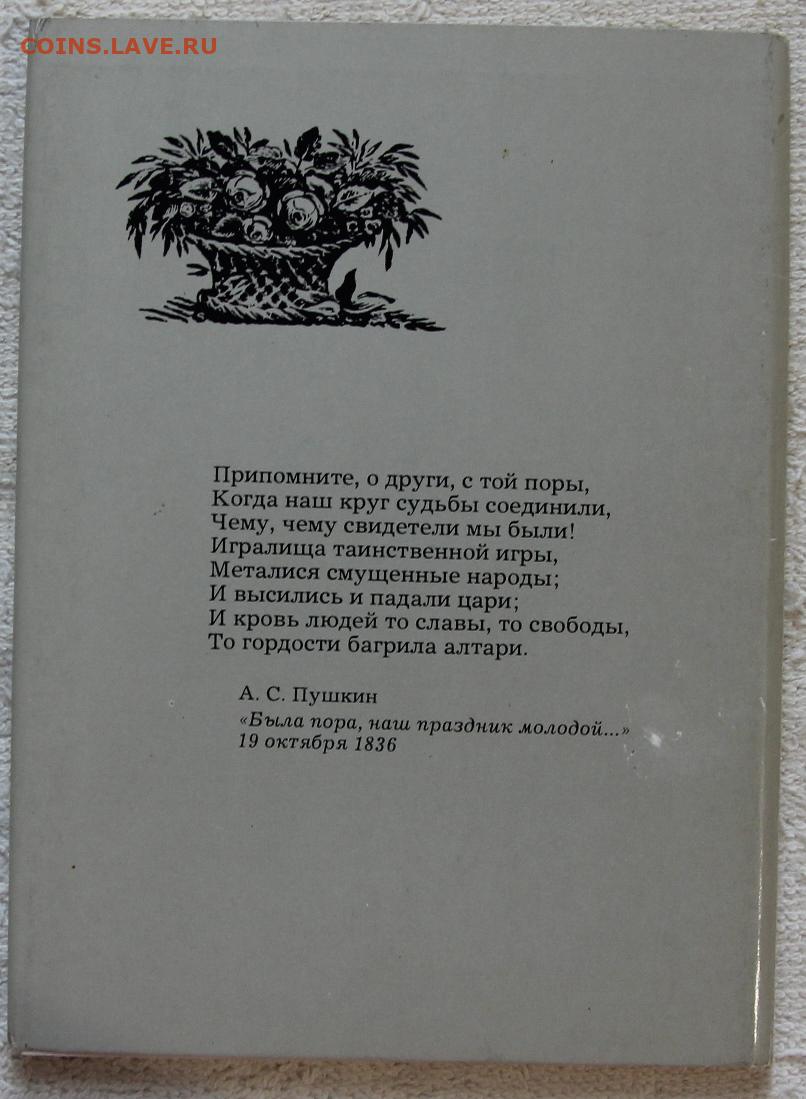 COINS.LAVE.RU
Припомните, о други, с той поры,
Когда наш круг судьбы соединили,
Чему, чему свидетели мы были!
Игралища таинственной игры,
Металися смущенные народы;
И высились и падали цари;
И кровь людей то славы, то свободы,
То гордости багрила алтари.
А. С. Пушкин
«Была пора, наш праздник молодой...»
19 октября 1836